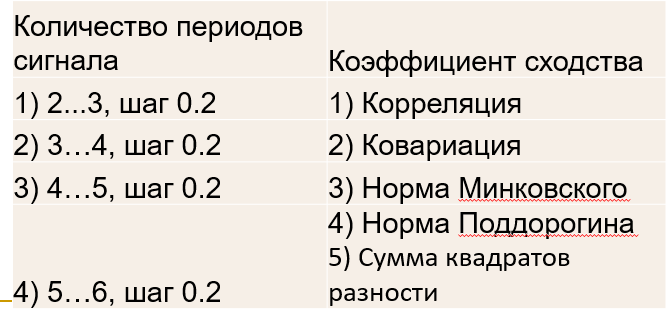 Количество периодов
сигнала
Коэффициент сходства
1) 2...3, шаг 0.2
1) Корреляция
2) 3…4, шаг 0.2
2) Ковариация
3) 4…5, шаг 0.2
3) Норма Минковского
4) 5…6, шаг 0.2
4) Норма Поддорогина
5) Сумма квадратов
разности